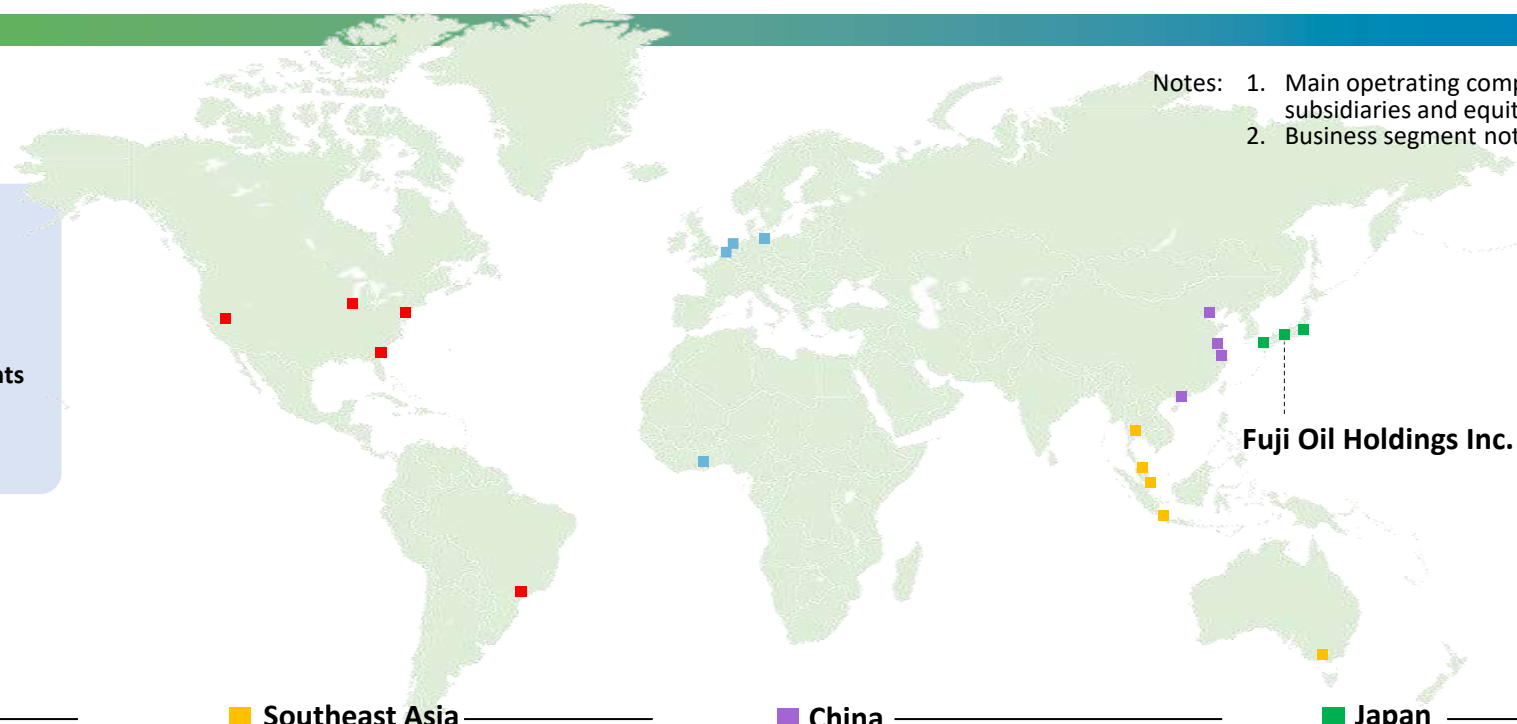 Notes: 1. Main opetrating comp
subsidiaries and equit
2. Business segment not
nts
Fuji Oil Holdings Inc.
Southeast Asia
China
Japan